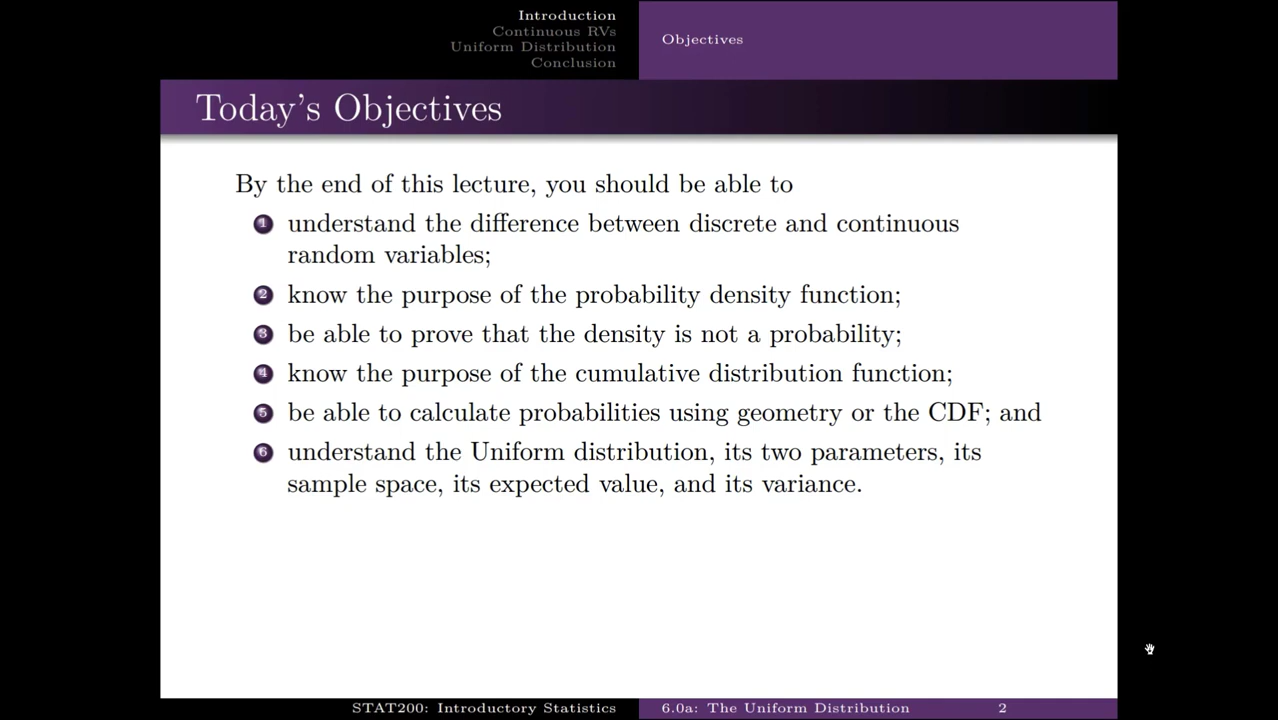 Introduction
Continuous RVs
Uniform Distribution
Conclusion
Objectives
Today's Objectives
By the end of this lecture, you should be able to
1 understand the difference between discrete and continuous
random variables;
2 know the purpose of the probability density function;
3 be able to prove that the density is not a probability;
4 know the purpose of the cumulative distribution function;
5 be able to calculate probabilities using geometry or the CDF; and
6 understand the Uniform distribution, its two parameters, its
sample space, its expected value, and its variance.
STAT200: Introductory Statistics
6.0a: The Uniform Distribution 2